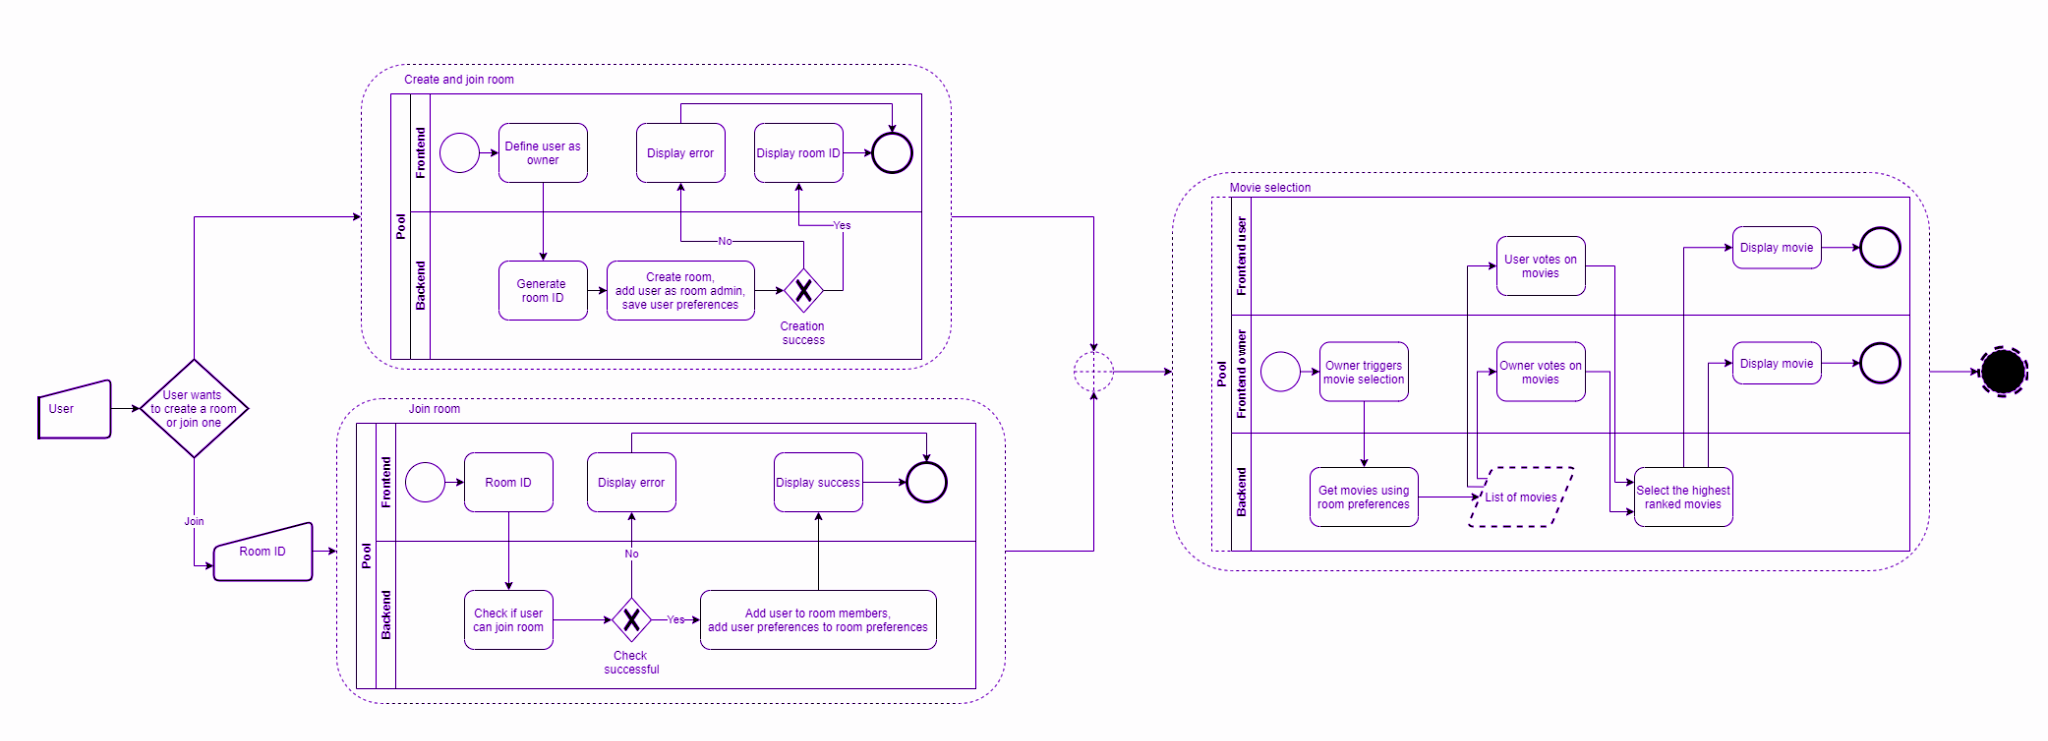 User
User wants
to create a room
or join one
Join
Room ID
Create and join room
Pool
Frontend
Backend
Define user as
owner
Display error
Display room ID
Generate
room ID
Create room,
add user as room admin,
save user preferences
No
Yes
Creation
success
Join room
Pool
Frontend
Backend
Room ID
Display error
Display success
Check if user
can join room
No
Yes
Check
successful
Add user to room members,
add user preferences to room preferences
Movie selection
Pool
Frontend user
Frontend owner
Backend
User votes on
movies
Display movie
Owner triggers
movie selection
Owner votes on
movies
Display movie
Get movies using
room preferences
List of movies
Select the highest
ranked movies